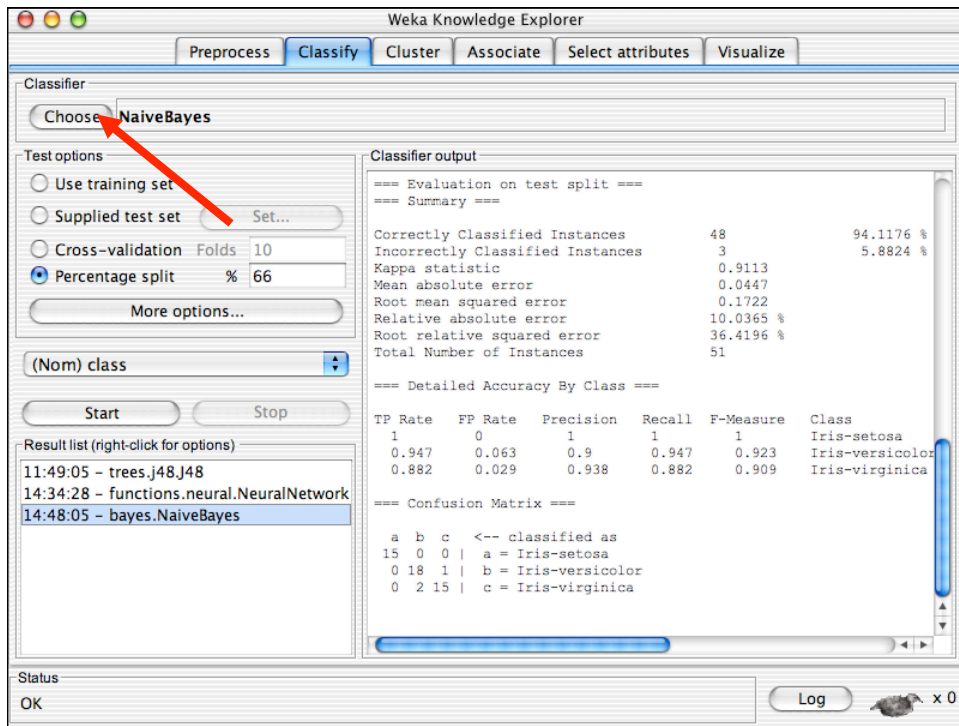 Weka Knowledge Explorer
Preprocess Classify Cluster Associate Select attributes Visualize
Classifier
Choose NaiveBayes
Test options
Use training set
Supplied test set Set...
Cross-validation Folds 10
Percentage split % 66
More options...
(Nom) class
Start Stop
Result list (right-click for options)
11:49:05 – trees.j48.J48
14:34:28 – functions.neural.NeuralNetwork
14:48:05 – bayes.NaiveBayes
Classifier output
=== Evaluation on test split ===
=== Summary ===
Correctly Classified Instances 48 94.1176 %
Incorrectly Classified Instances 3 5.8824 %
Kappa statistic 0.9113
Mean absolute error 0.0447
Root mean squared error 0.1722
Relative absolute error 10.0365 %
Root relative squared error 36.4196 %
Total Number of Instances 51
=== Detailed Accuracy By Class ===
TP Rate FP Rate Precision Recall F-Measure Class
1 0 1 1 1 Iris-setosa
0.947 0.063 0.9 0.947 0.923 Iris-versicolor
0.882 0.029 0.938 0.882 0.909 Iris-virginica
=== Confusion Matrix ===
a b c <-- classified as
15 0 0 | a = Iris-setosa
0 18 1 | b = Iris-versicolor
0 2 15 | c = Iris-virginica
Status
OK
Log x 0